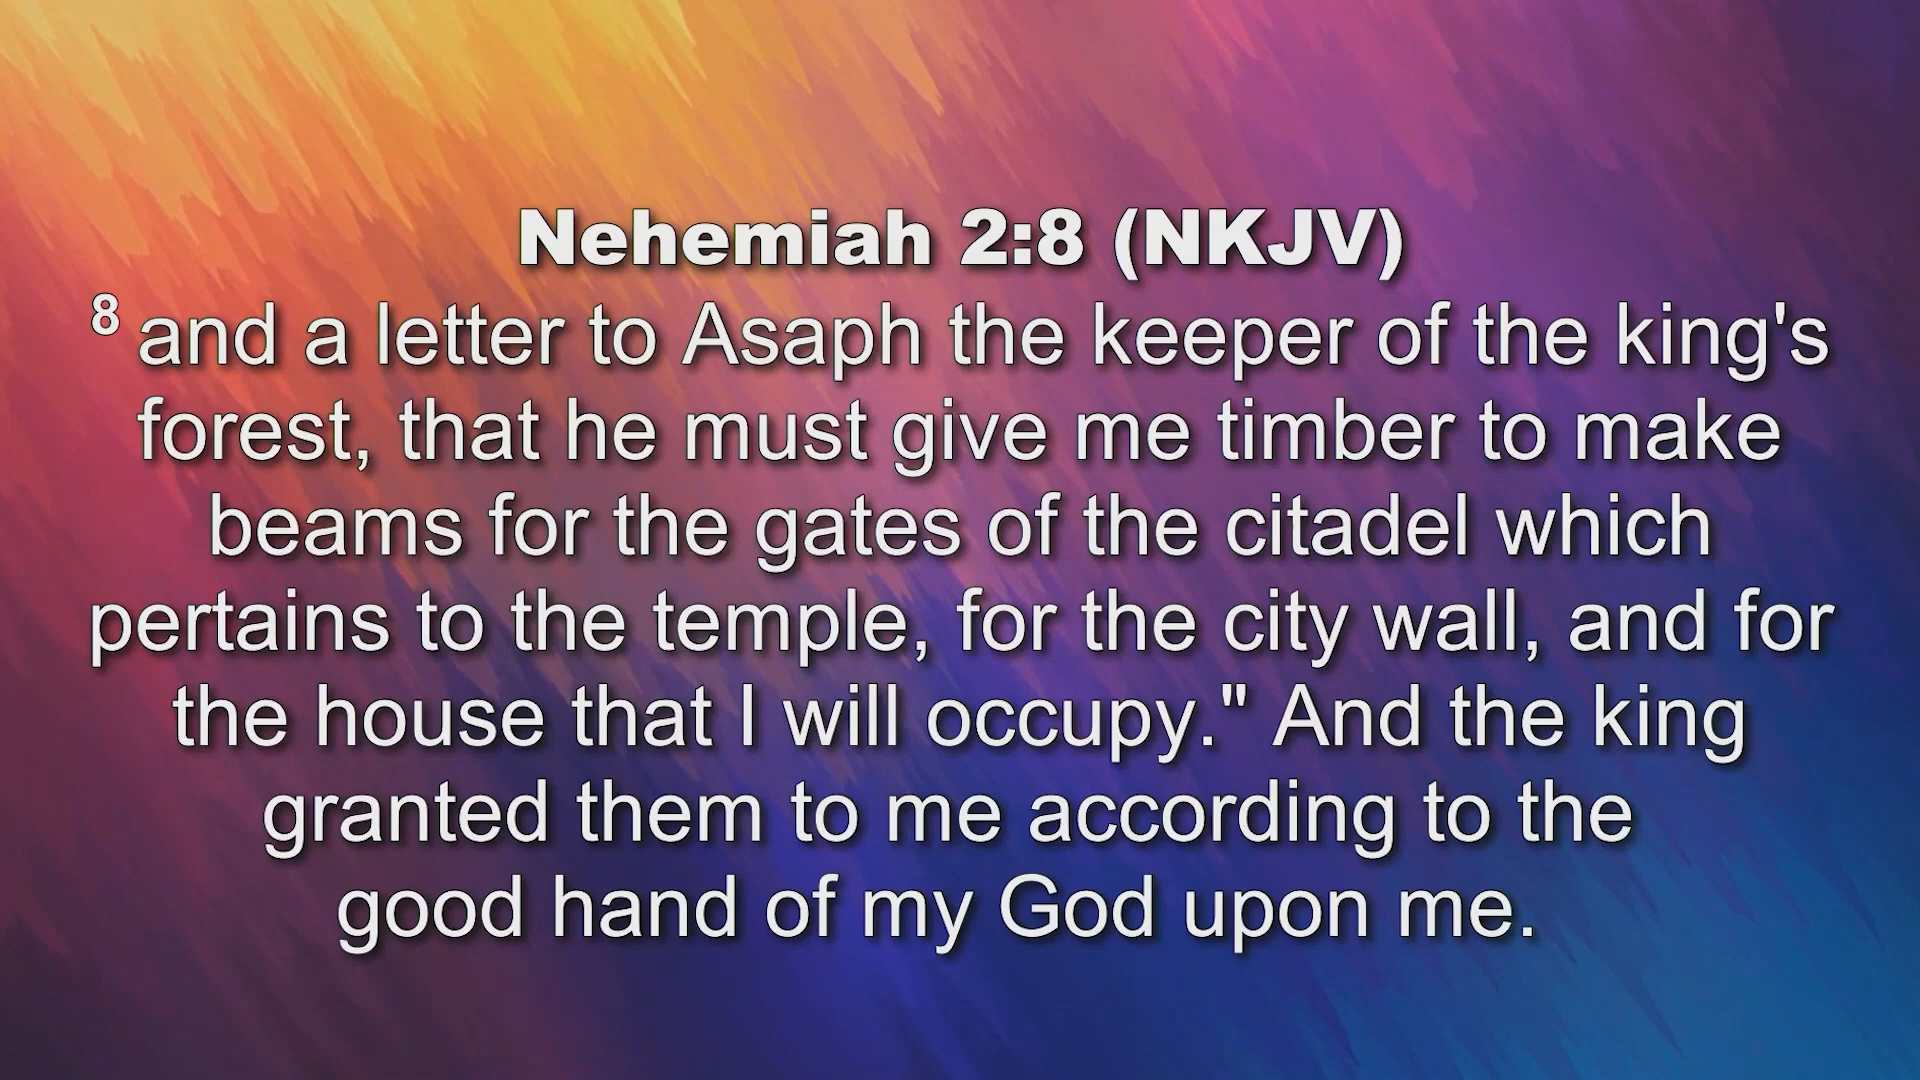 Nehemiah 2:8 (NKJV)
8 and a letter to Asaph the keeper of the king's
forest, that he must give me timber to make
beams for the gates of the citadel which
pertains to the temple, for the city wall, and for
the house that I will occupy." And the king
granted them to me according to the
good hand of my God upon me.